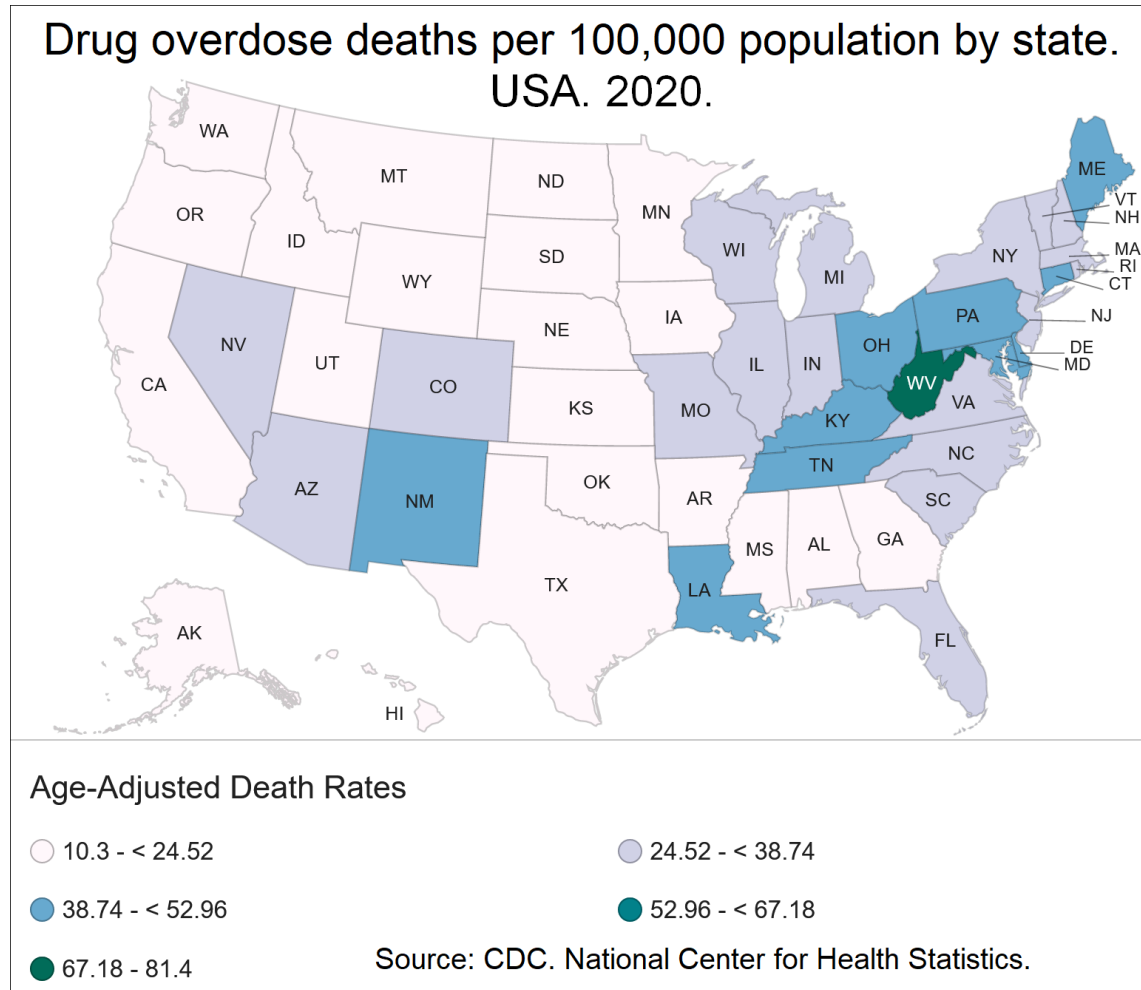 Drug overdose deaths per 100,000 population by state.
USA. 2020.
WA
MT
ND
MN
ME
VT
NH
OR
ID
SD
WI
MI
NY
MA
RI
CT
WY
IA
PA
NJ
NE
NV
UT
CO
IL
IN
OH
DE
MD
CA
KS
MO
WV
VA
KY
TN
NC
AZ
NM
OK
AR
SC
MS
AL
GA
TX
LA
AK
FL
HI
Age-Adjusted Death Rates
10.3 - < 24.52
24.52 - < 38.74
38.74 - < 52.96
52.96 - < 67.18
67.18 - 81.4
Source: CDC. National Center for Health Statistics.